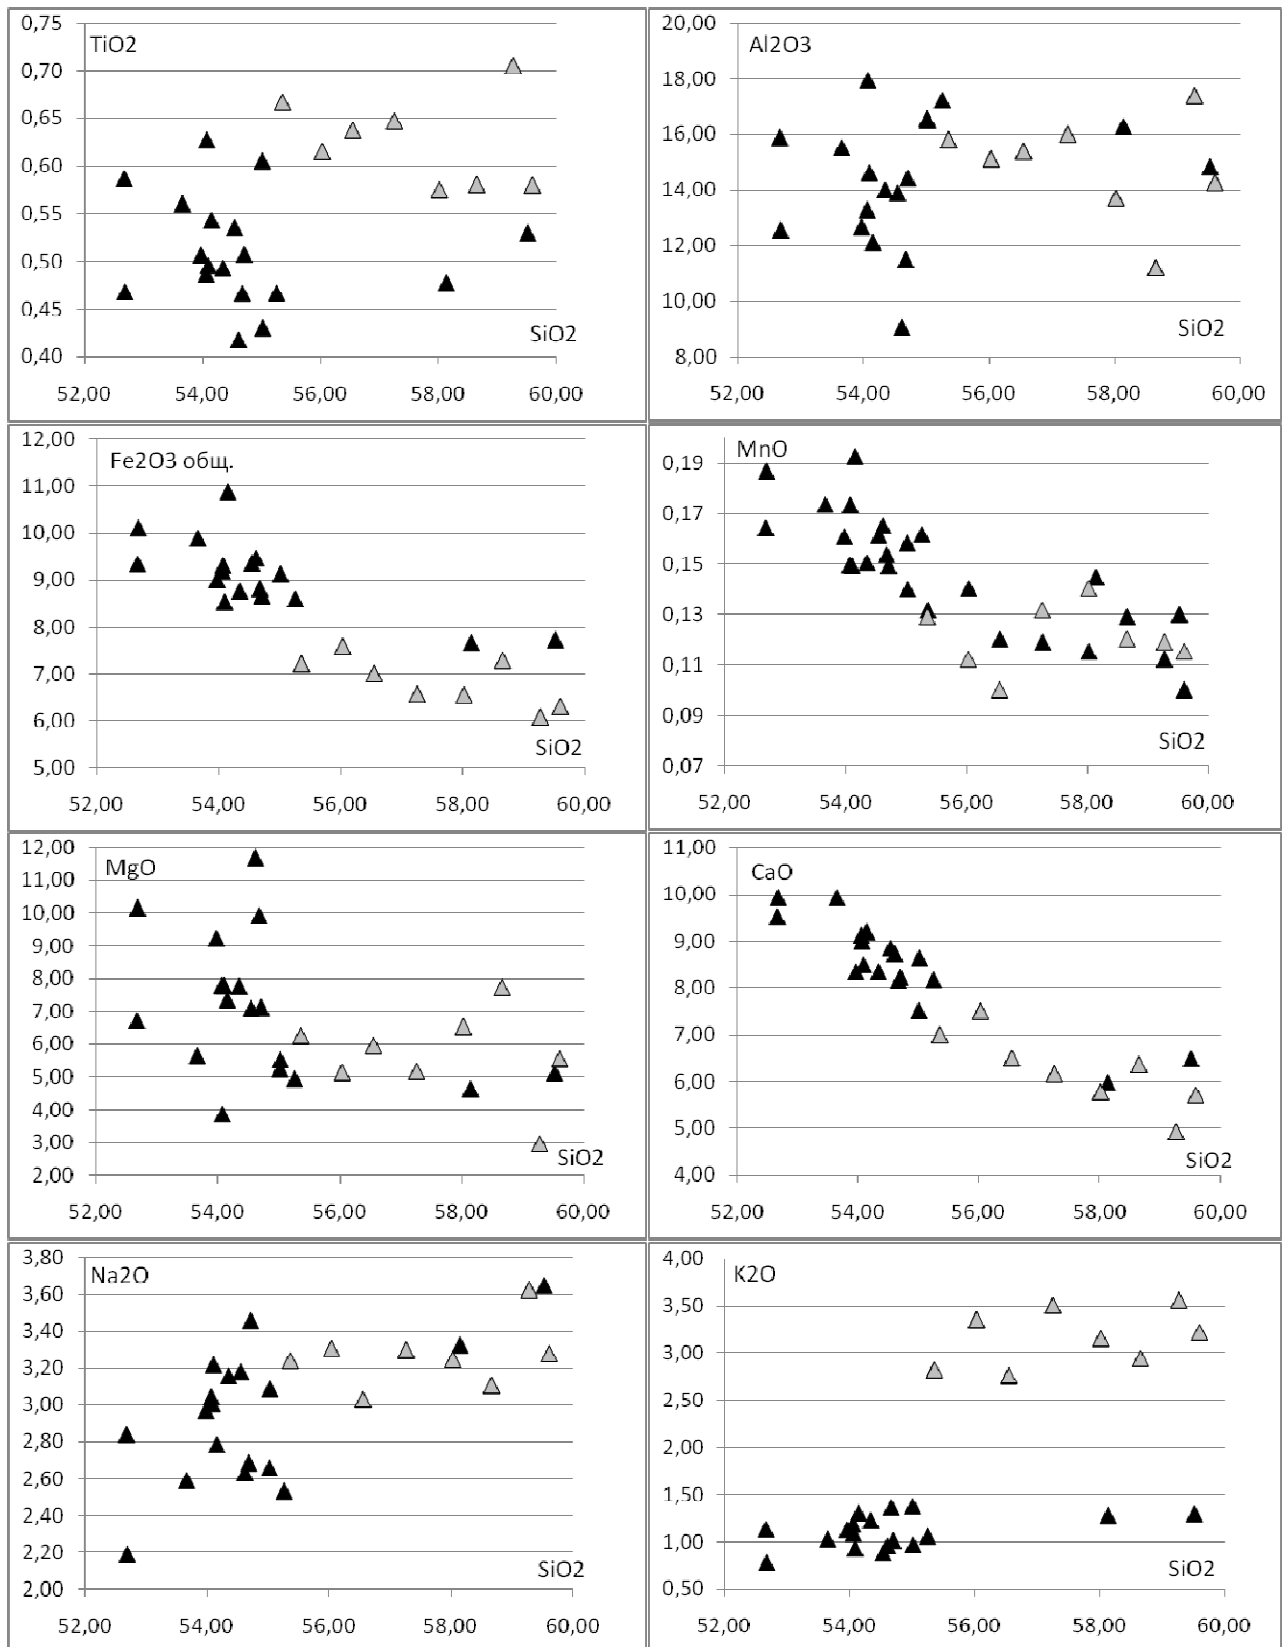 TiO2
0,75
0,70
0,65
0,60
0,55
0,50
0,45
0,40
SiO2
52,00 54,00 56,00 58,00 60,00
Al2O3
20,00
18,00
16,00
14,00
12,00
10,00
8,00
SiO2
52,00 54,00 56,00 58,00 60,00
Fe2O3 общ.
12,00
11,00
10,00
9,00
8,00
7,00
6,00
5,00
SiO2
52,00 54,00 56,00 58,00 60,00
MnO
0,19
0,17
0,15
0,13
0,11
0,09
0,07
SiO2
52,00 54,00 56,00 58,00 60,00
MgO
12,00
11,00
10,00
9,00
8,00
7,00
6,00
5,00
4,00
3,00
2,00
SiO2
52,00 54,00 56,00 58,00 60,00
CaO
11,00
10,00
9,00
8,00
7,00
6,00
5,00
4,00
SiO2
52,00 54,00 56,00 58,00 60,00
Na2O
3,80
3,60
3,40
3,20
3,00
2,80
2,60
2,40
2,20
2,00
SiO2
52,00 54,00 56,00 58,00 60,00
K2O
4,00
3,50
3,00
2,50
2,00
1,50
1,00
0,50
SiO2
52,00 54,00 56,00 58,00 60,00